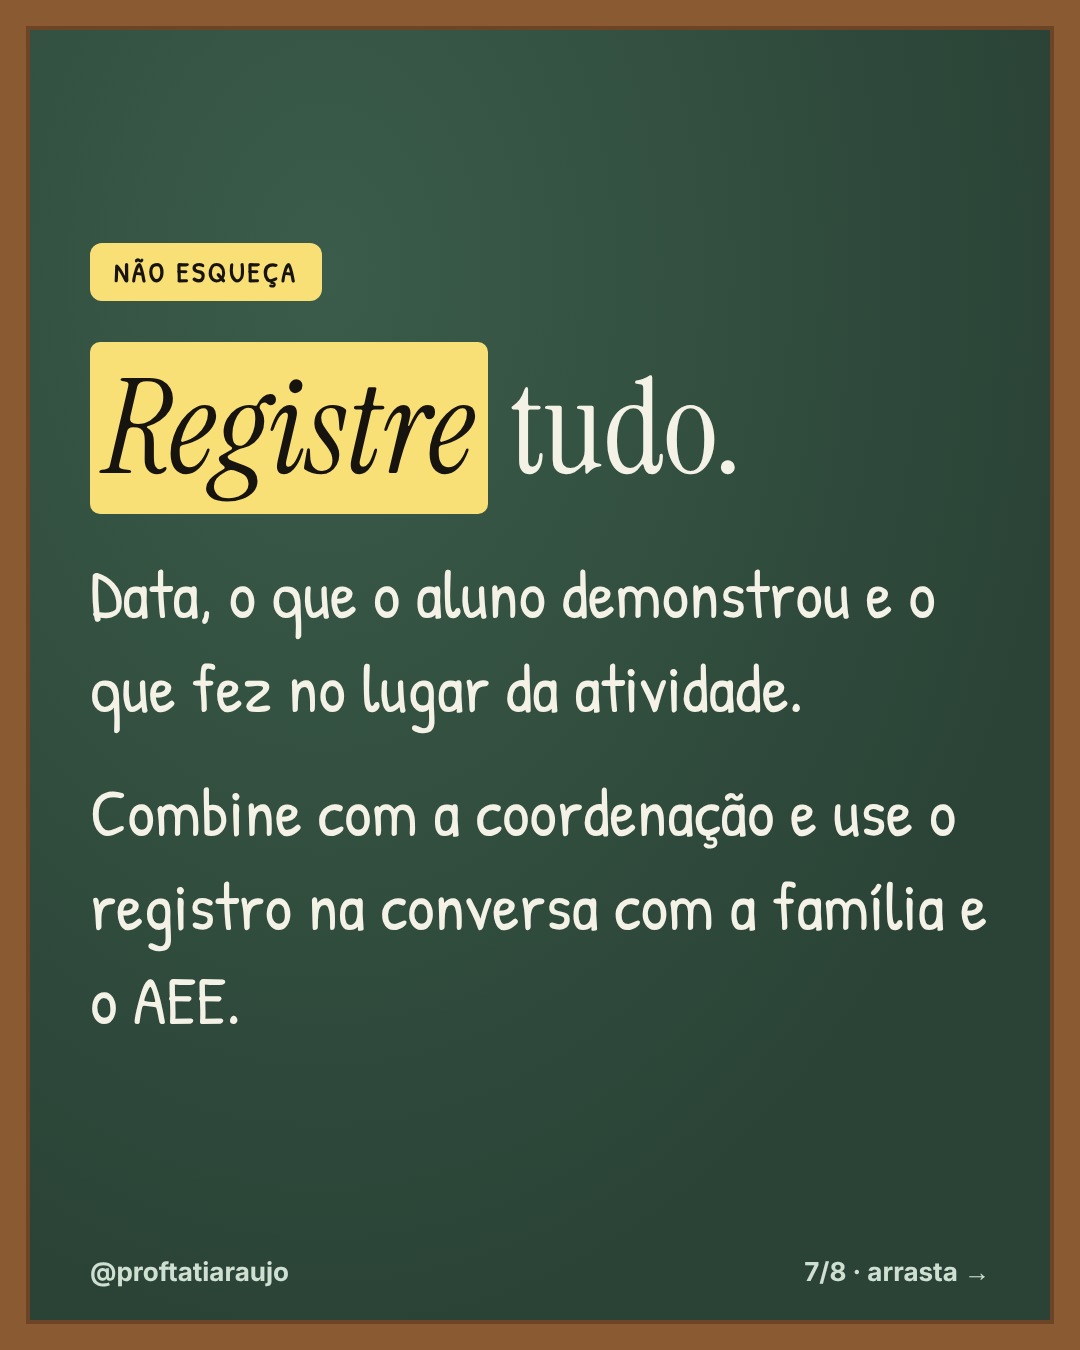 NÃO ESQUEÇA
Registre tudo.
Data, o que o aluno demonstrou e o
que fez no lugar da atividade.
Combine com a coordenação e use o
registro na conversa com a família e
o AEE.
@proftatiaraujo
7/8 · arrasta →